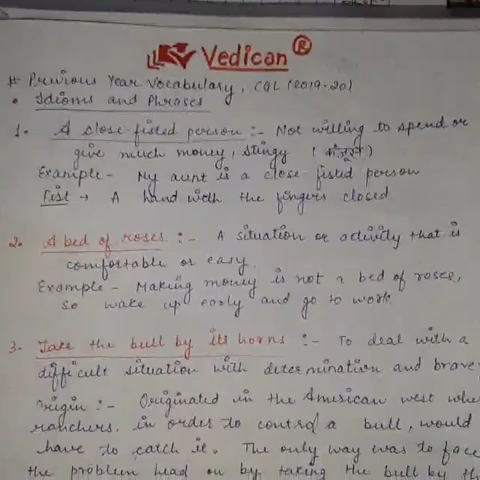 Vedican ®
# Previous Year Vocabulary, CGL (2019-20)
• Idioms and Phrases
1. A close-fisted person :- Not willing to spend or
give much money, stingy (कंजूस)
Example - My aunt is a close-fisted person
Fist → A hand with the fingers closed
2. A bed of roses :- A situation or activity that is
comfortable or easy.
Example - Making money is not a bed of roses,
so wake up early and go to work
3. Take the bull by its horns :- To deal with a
difficult situation with determination and brave
Origin :- Originated in the American west whe
ranchers, in order to control a bull, would
have to catch it. The only way was to face
the problem head on by taking the bull by th